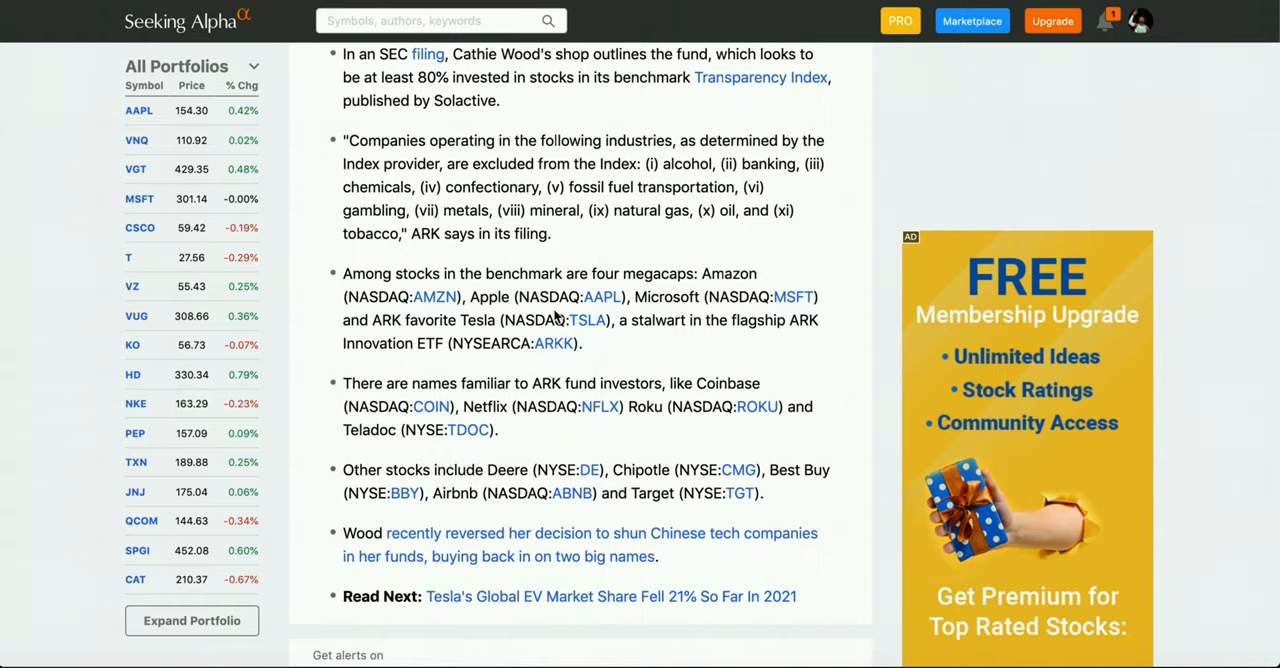 Seeking Alpha α
Symbols, authors, keywords
PRO
Marketplace
Upgrade
1
All Portfolios
Symbol Price % Chg
AAPL 154.30 0.42%
VNQ 110.92 0.02%
VGT 429.35 0.48%
MSFT 301.14 -0.00%
CSCO 59.42 -0.19%
T 27.56 -0.29%
VZ 55.43 0.25%
VUG 308.66 0.36%
KO 56.73 -0.07%
HD 330.34 0.79%
NKE 163.29 -0.23%
PEP 157.09 0.09%
TXN 189.88 0.25%
JNJ 175.04 0.06%
QCOM 144.63 -0.34%
SPGI 452.08 0.60%
CAT 210.37 -0.67%
Expand Portfolio
• In an SEC filing, Cathie Wood's shop outlines the fund, which looks to
be at least 80% invested in stocks in its benchmark Transparency Index,
published by Solactive.
• "Companies operating in the following industries, as determined by the
Index provider, are excluded from the Index: (i) alcohol, (ii) banking, (iii)
chemicals, (iv) confectionary, (v) fossil fuel transportation, (vi)
gambling, (vii) metals, (viii) mineral, (ix) natural gas, (x) oil, and (xi)
tobacco," ARK says in its filing.
• Among stocks in the benchmark are four megacaps: Amazon
(NASDAQ:AMZN), Apple (NASDAQ:AAPL), Microsoft (NASDAQ:MSFT)
and ARK favorite Tesla (NASDAQ:TSLA), a stalwart in the flagship ARK
Innovation ETF (NYSEARCA:ARKK).
• There are names familiar to ARK fund investors, like Coinbase
(NASDAQ:COIN), Netflix (NASDAQ:NFLX) Roku (NASDAQ:ROKU) and
Teladoc (NYSE:TDOC).
• Other stocks include Deere (NYSE:DE), Chipotle (NYSE:CMG), Best Buy
(NYSE:BBY), Airbnb (NASDAQ:ABNB) and Target (NYSE:TGT).
• Wood recently reversed her decision to shun Chinese tech companies
in her funds, buying back in on two big names.
• Read Next: Tesla's Global EV Market Share Fell 21% So Far In 2021
Get alerts on
AD
FREE
Membership Upgrade
• Unlimited Ideas
• Stock Ratings
• Community Access
Get Premium for
Top Rated Stocks: